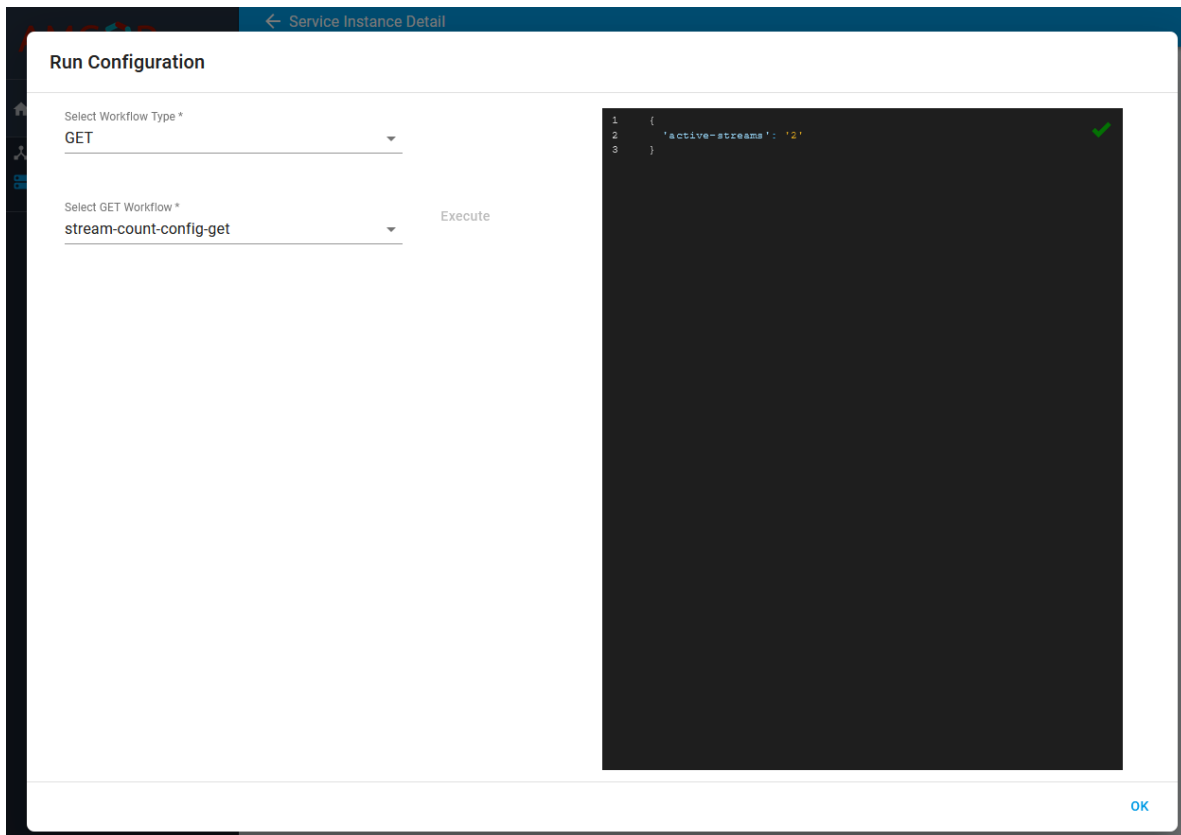 ← Service Instance Detail
Run Configuration
Select Workflow Type *
GET
Select GET Workflow *
stream-count-config-get
Execute
1 {
2 'active-streams': '2'
3 }
OK